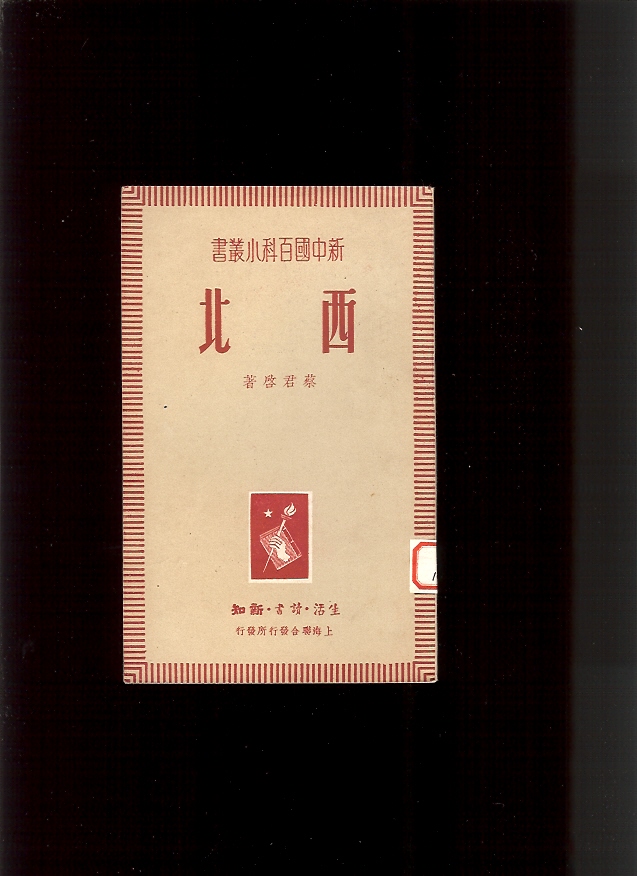 新中國百科小叢書
西北
蔡君啓著
生活·讀書·新知
上海聯合發行所發行